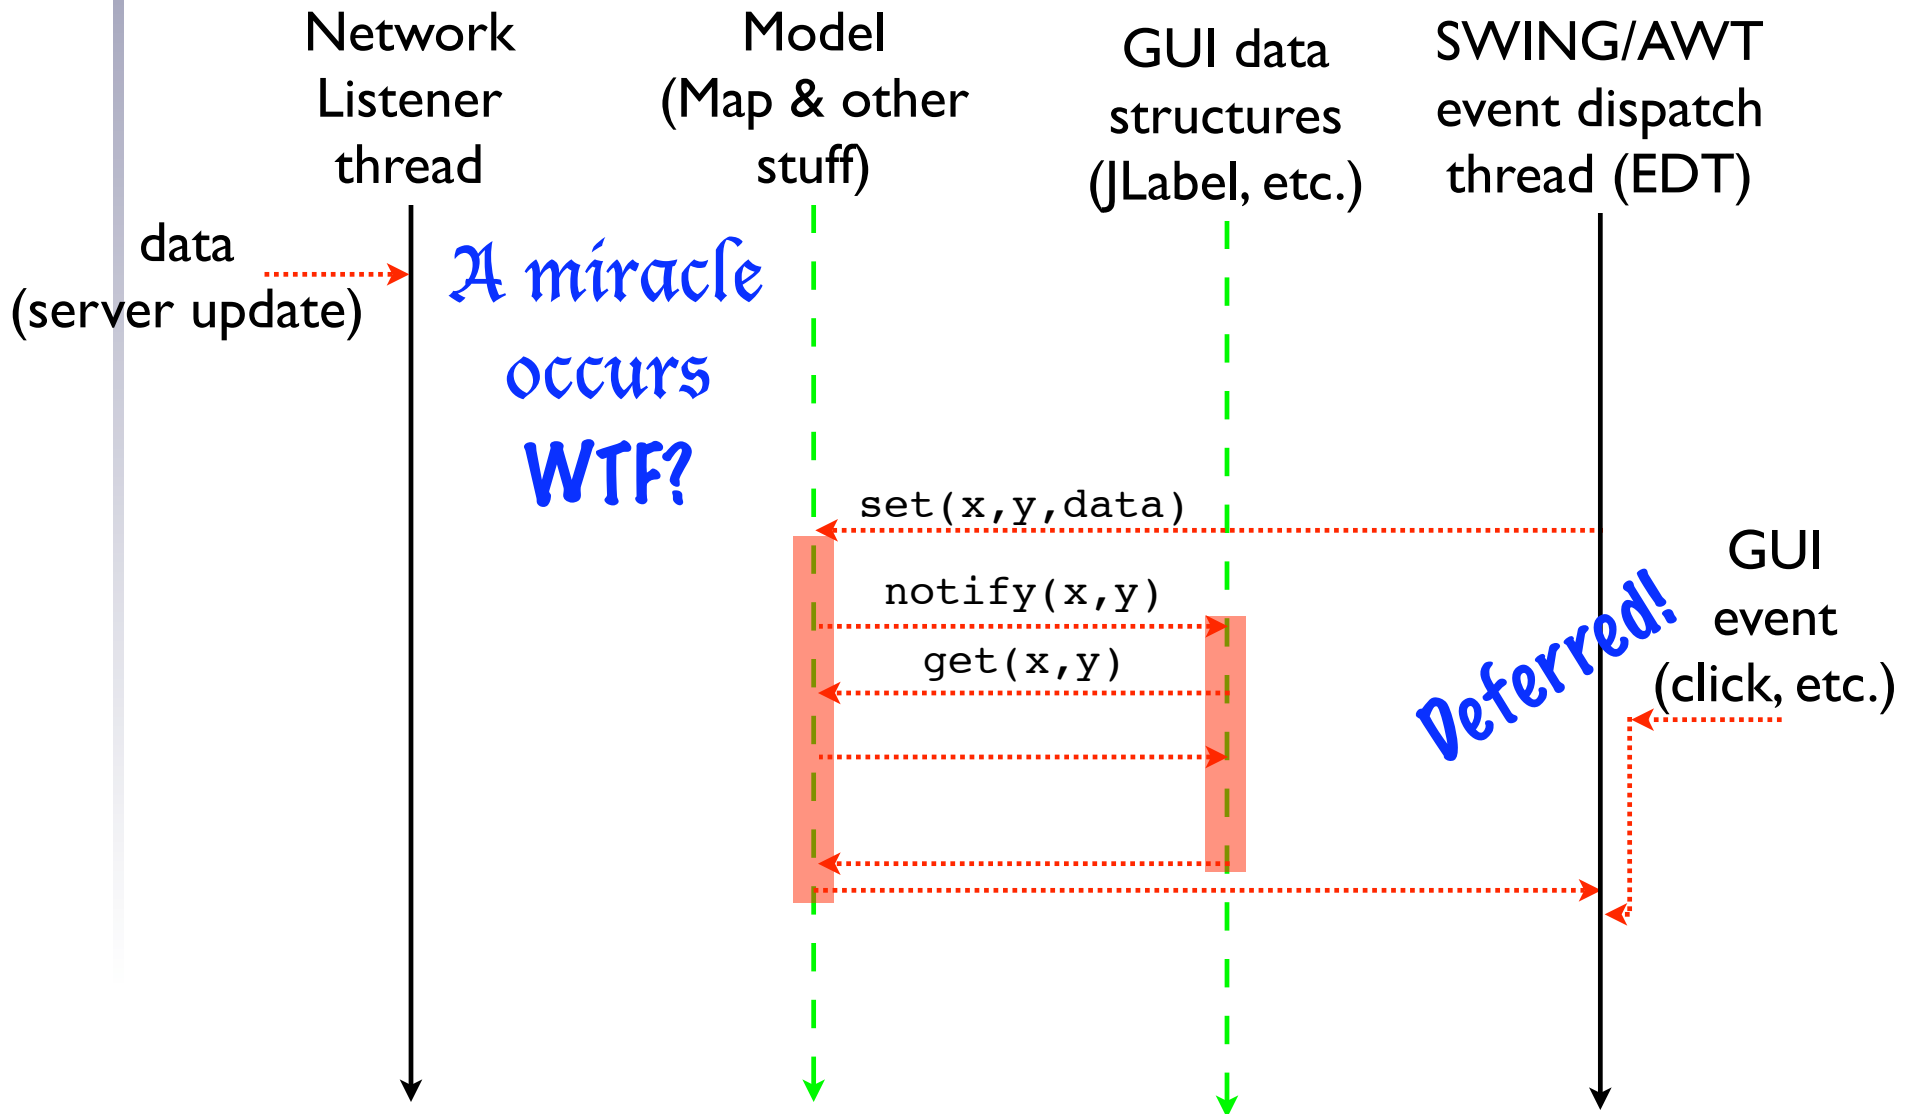 Network
Listener
thread
Model
(Map & other
stuff)
GUI data
structures
(JLabel, etc.)
SWING/AWT
event dispatch
thread (EDT)
data
(server update)
A miracle
occurs
WTF?
set(x,y,data)
notify(x,y)
get(x,y)
Deferred!
GUI
event
(click, etc.)